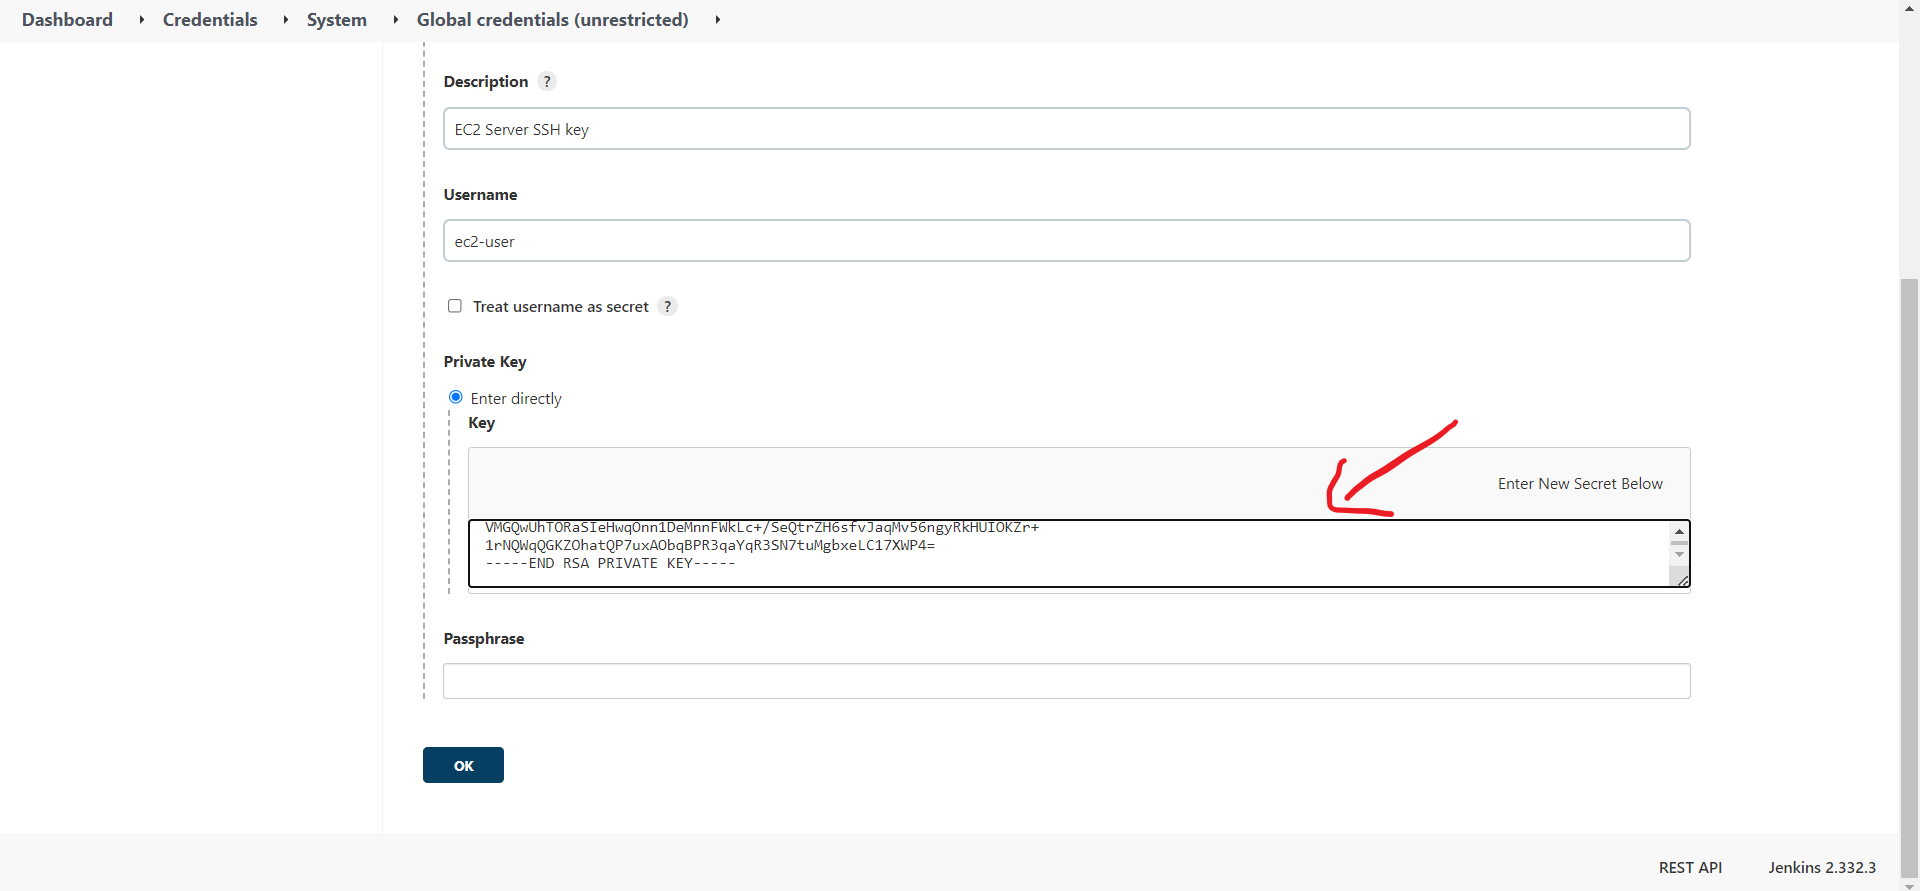 Dashboard
Credentials
System
Global credentials (unrestricted)
Description ?
EC2 Server SSH key
Username
ec2-user
Treat username as secret ?
Private Key
Enter directly
Key
Enter New Secret Below
VMGQwUhTORaSIeHwqOnn1DeMnnFWkLc+/SeQtrZH6sfvJaqMv56ngyRkHUIOKZr+
1rNQWqQGKZOhatQP7uxAObqBPR3qaYqR3SN7tuMgbxeLC17XWP4=
-----END RSA PRIVATE KEY-----
Passphrase
OK
REST API
Jenkins 2.332.3